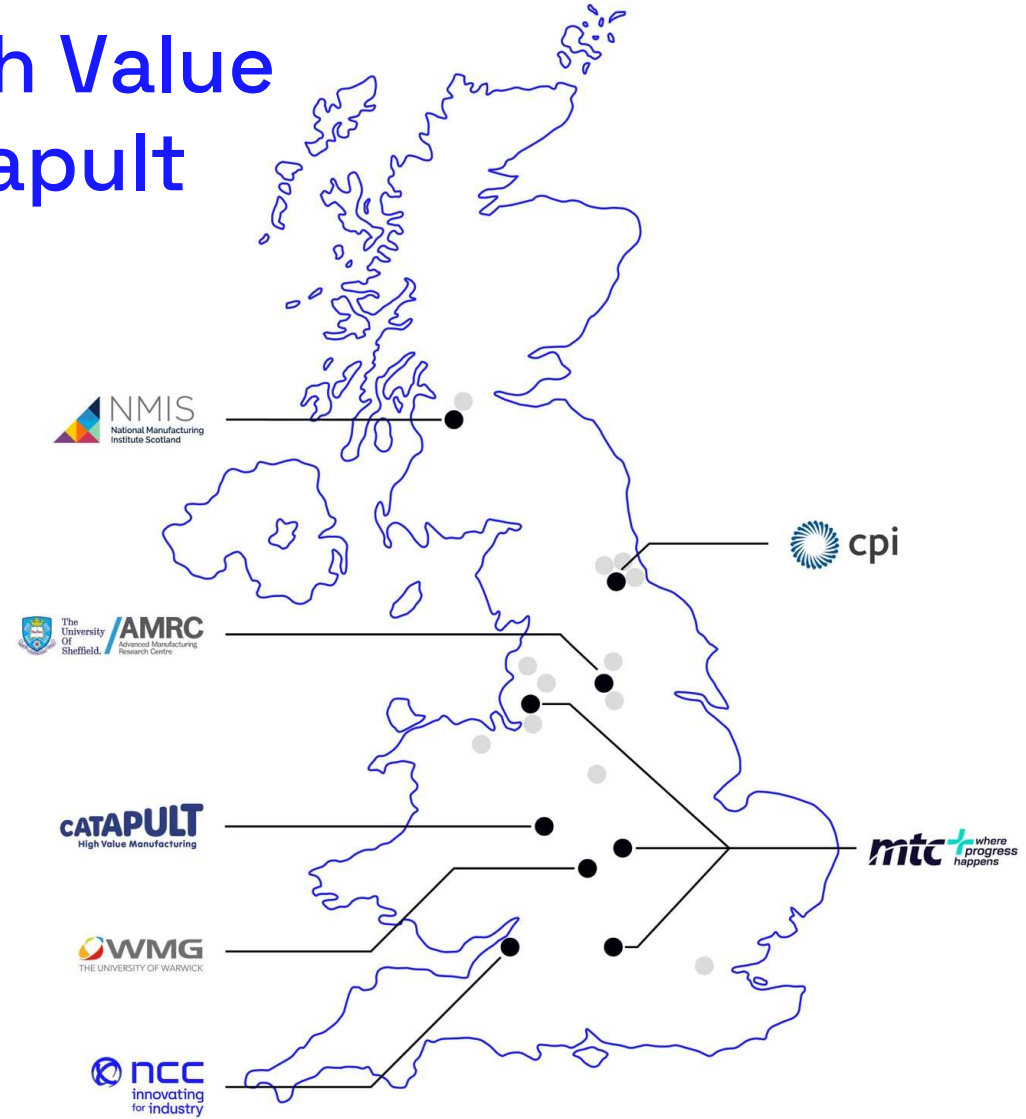 h Value
apult
NMIS
National Manufacturing
Institute Scotland
cpi
The
University
Of
Sheffield.
AMRC
Advanced Manufacturing
Research Centre
CATAPULT
High Value Manufacturing
mtc
where
progress
happens
WMG
THE UNIVERSITY OF WARWICK
ncc
innovating
for industry